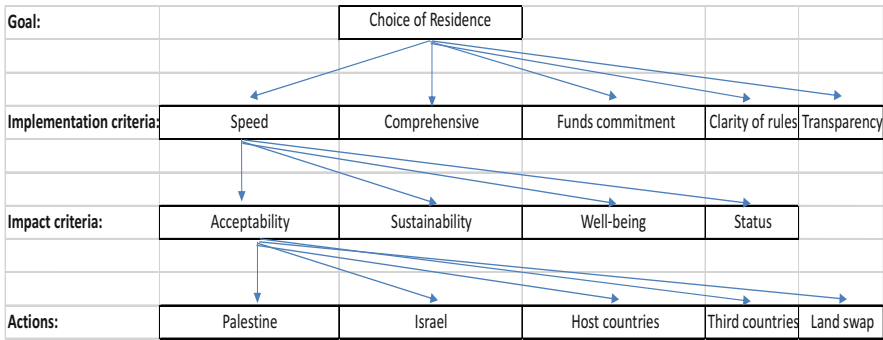 Goal: Choice of Residence
Implementation criteria: Speed Comprehensive Funds commitment Clarity of rules Transparency
Impact criteria: Acceptability Sustainability Well-being Status
Actions: Palestine Israel Host countries Third countries Land swap